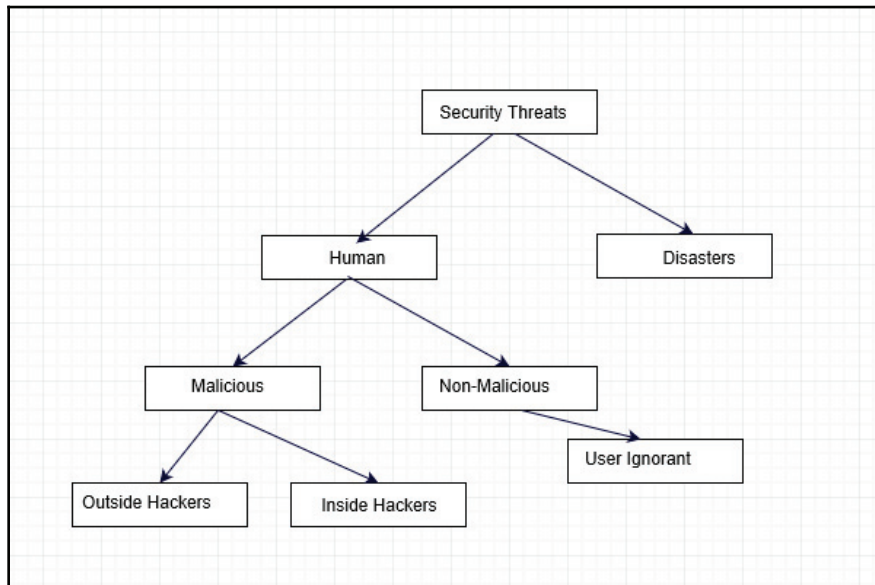 Security Threats
Human
Disasters
Malicious
Non-Malicious
User Ignorant
Outside Hackers
Inside Hackers